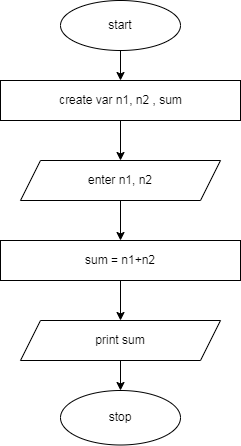 start
create var n1, n2 , sum
enter n1, n2
sum = n1+n2
print sum
stop